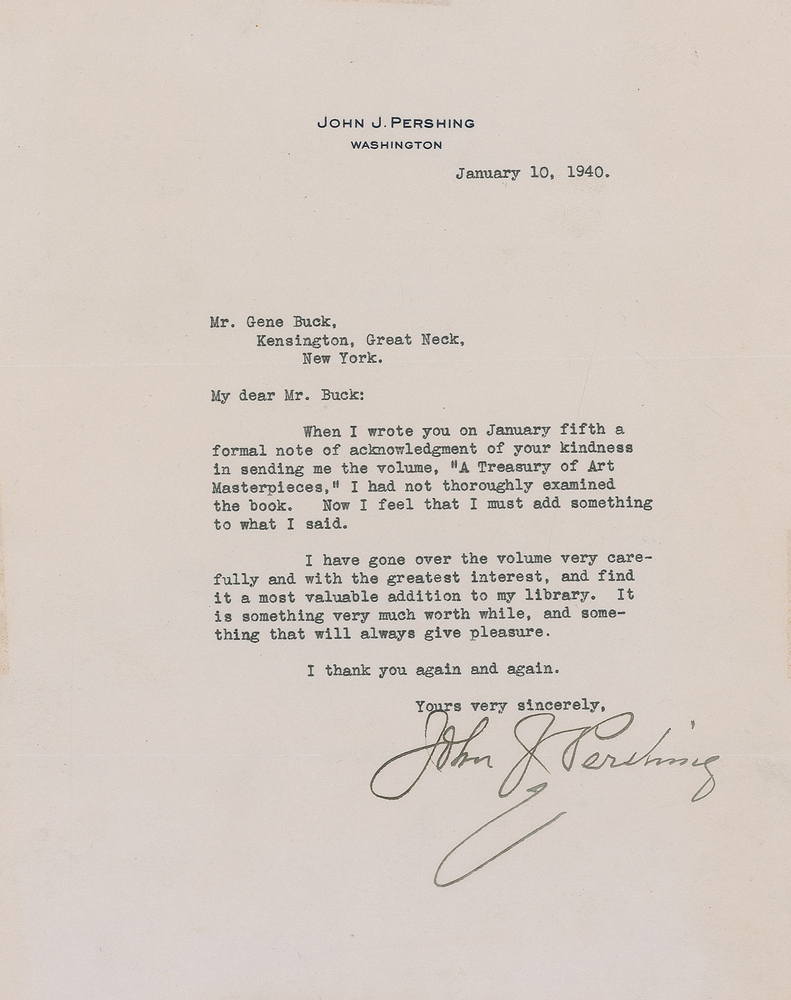 JOHN J. PERSHING
WASHINGTON
January 10, 1940.
Mr. Gene Buck,
Kensington, Great Neck,
New York.
My dear Mr. Buck:
When I wrote you on January fifth a
formal note of acknowledgment of your kindness
in sending me the volume, "A Treasury of Art
Masterpieces," I had not thoroughly examined
the book. Now I feel that I must add something
to what I said.
I have gone over the volume very care-
fully and with the greatest interest, and find
it a most valuable addition to my library. It
is something very much worth while, and some-
thing that will always give pleasure.
I thank you again and again.
Yours very sincerely,
John J Pershing